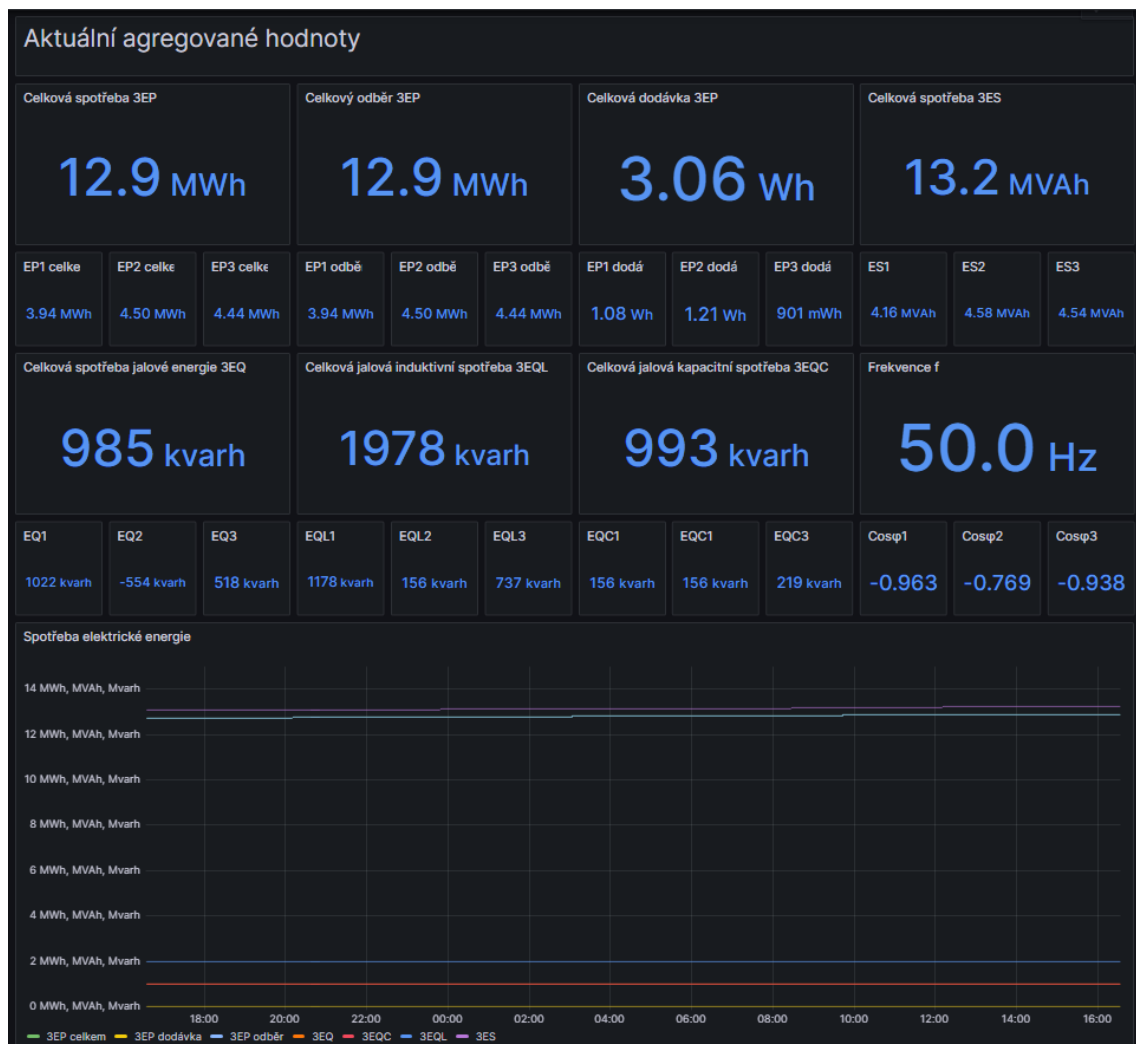 Aktuální agregované hodnoty
Celková spotřeba 3EP
12.9 MWh
Celkový odběr 3EP
12.9 MWh
Celková dodávka 3EP
3.06 Wh
Celková spotřeba 3ES
13.2 MVAh
EP1 celke
3.94 MWh
EP2 celke
4.50 MWh
EP3 celke
4.44 MWh
EP1 odbě
3.94 MWh
EP2 odbě
4.50 MWh
EP3 odbě
4.44 MWh
EP1 dodá
1.08 Wh
EP2 dodá
1.21 Wh
EP3 dodá
901 mWh
ES1
4.16 MVAh
ES2
4.58 MVAh
ES3
4.54 MVAh
Celková spotřeba jalové energie 3EQ
985 kvarh
Celková jalová induktivní spotřeba 3EQL
1978 kvarh
Celková jalová kapacitní spotřeba 3EQC
993 kvarh
Frekvence f
50.0 Hz
EQ1
1022 kvarh
EQ2
-554 kvarh
EQ3
518 kvarh
EQL1
1178 kvarh
EQL2
156 kvarh
EQL3
737 kvarh
EQC1
156 kvarh
EQC1
156 kvarh
EQC3
219 kvarh
Cosφ1
-0.963
Cosφ2
-0.769
Cosφ3
-0.938
Spotřeba elektrické energie
14 MWh, MVAh, Mvarh
12 MWh, MVAh, Mvarh
10 MWh, MVAh, Mvarh
8 MWh, MVAh, Mvarh
6 MWh, MVAh, Mvarh
4 MWh, MVAh, Mvarh
2 MWh, MVAh, Mvarh
0 MWh, MVAh, Mvarh
18:00 20:00 22:00 00:00 02:00 04:00 06:00 08:00 10:00 12:00 14:00 16:00
3EP celkem 3EP dodávka 3EP odběr 3EQ 3EQC 3EQL 3ES